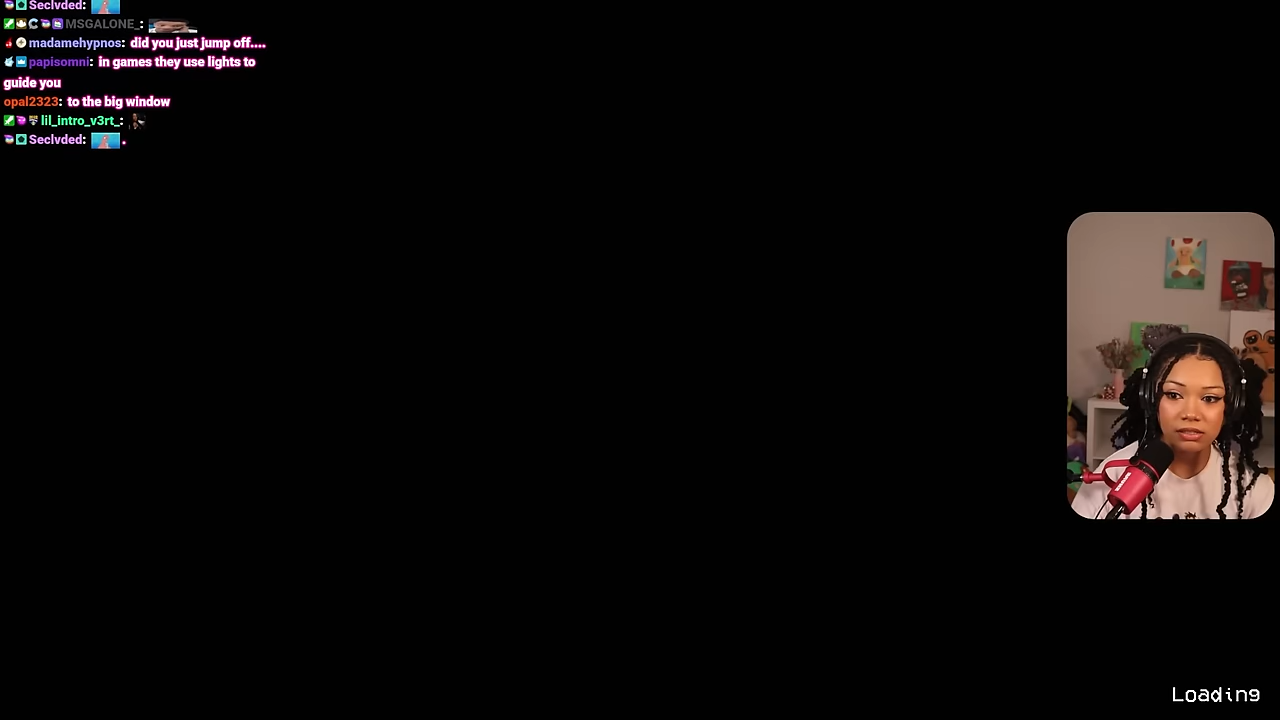 Seclvded:
MSGALONE_:
madamehypnos: did you just jump off....
papisomni: in games they use lights to
guide you
opal2323: to the big window
lil_intro_v3rt_:
Seclvded: .
Loading